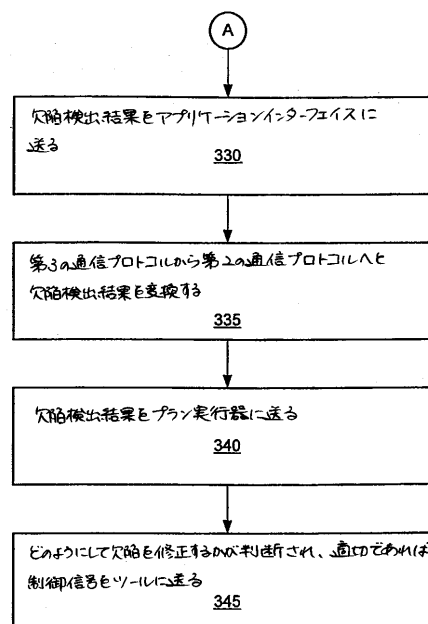 A
欠陥検出結果をアプリケーションインターフェイスに
送る
330
第3の通信プロトコルから第2の通信プロトコルへと
欠陥検出結果を変換する
335
欠陥検出結果をプラン実行器に送る
340
どのようにして欠陥を修正するかが判断され、適切であれば
制御信号をツールに送る
345